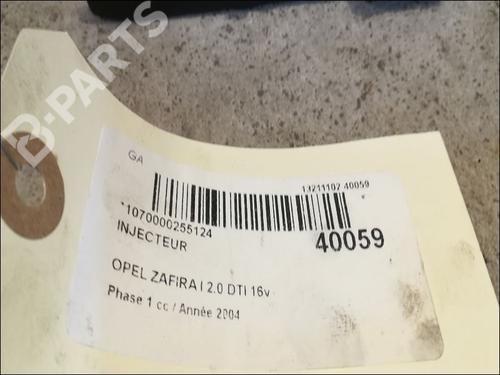 B-PARTS
GA
13211102 40059
*1070000255124
INJECTEUR
40059
OPEL ZAFIRA I 2.0 DTI 16v
Phase 1 cc / Année 2004